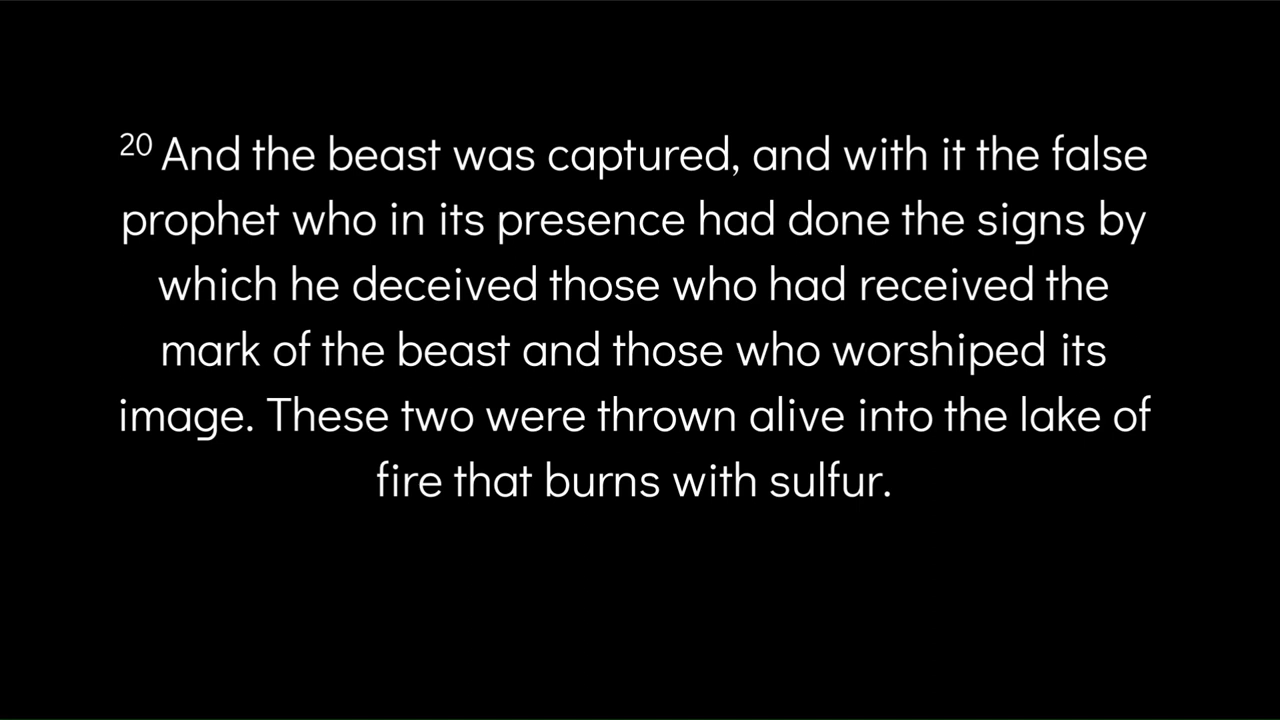 20 And the beast was captured, and with it the false
prophet who in its presence had done the signs by
which he deceived those who had received the
mark of the beast and those who worshiped its
image. These two were thrown alive into the lake of
fire that burns with sulfur.